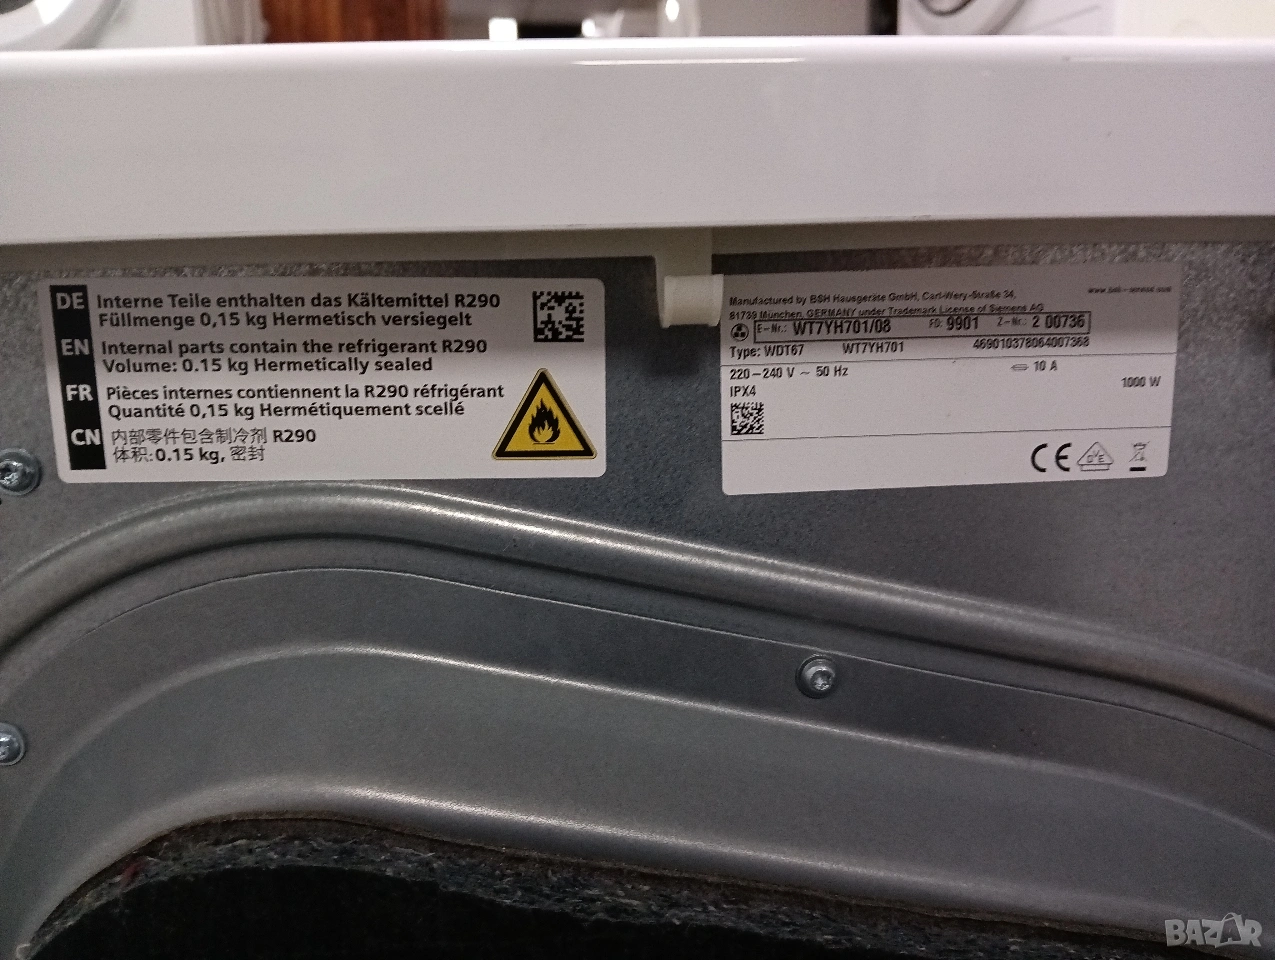 DE Interne Teile enthalten das Kältemittel R290
Füllmenge 0,15 kg Hermetisch versiegelt
EN Internal parts contain the refrigerant R290
Volume: 0.15 kg Hermetically sealed
FR Pièces internes contiennent la R290 réfrigérant
Quantité 0,15 kg Hermétiquement scellé
CN 内部零件包含制冷剂 R290
体积:0.15 kg, 密封
Manufactured by BSH Hausgeräte GmbH, Carl-Wery-Straße 34,
81739 München, GERMANY under Trademark License of Siemens AG
E-Nr.: WT7YH701/08 FD: 9901 Z-Nr.: 2 00736
Type: WDT67 WT7YH701 469010378064007368
220-240 V ~ 50 Hz 10 A
IPX4 1000 W
CE DVE
BAZAR